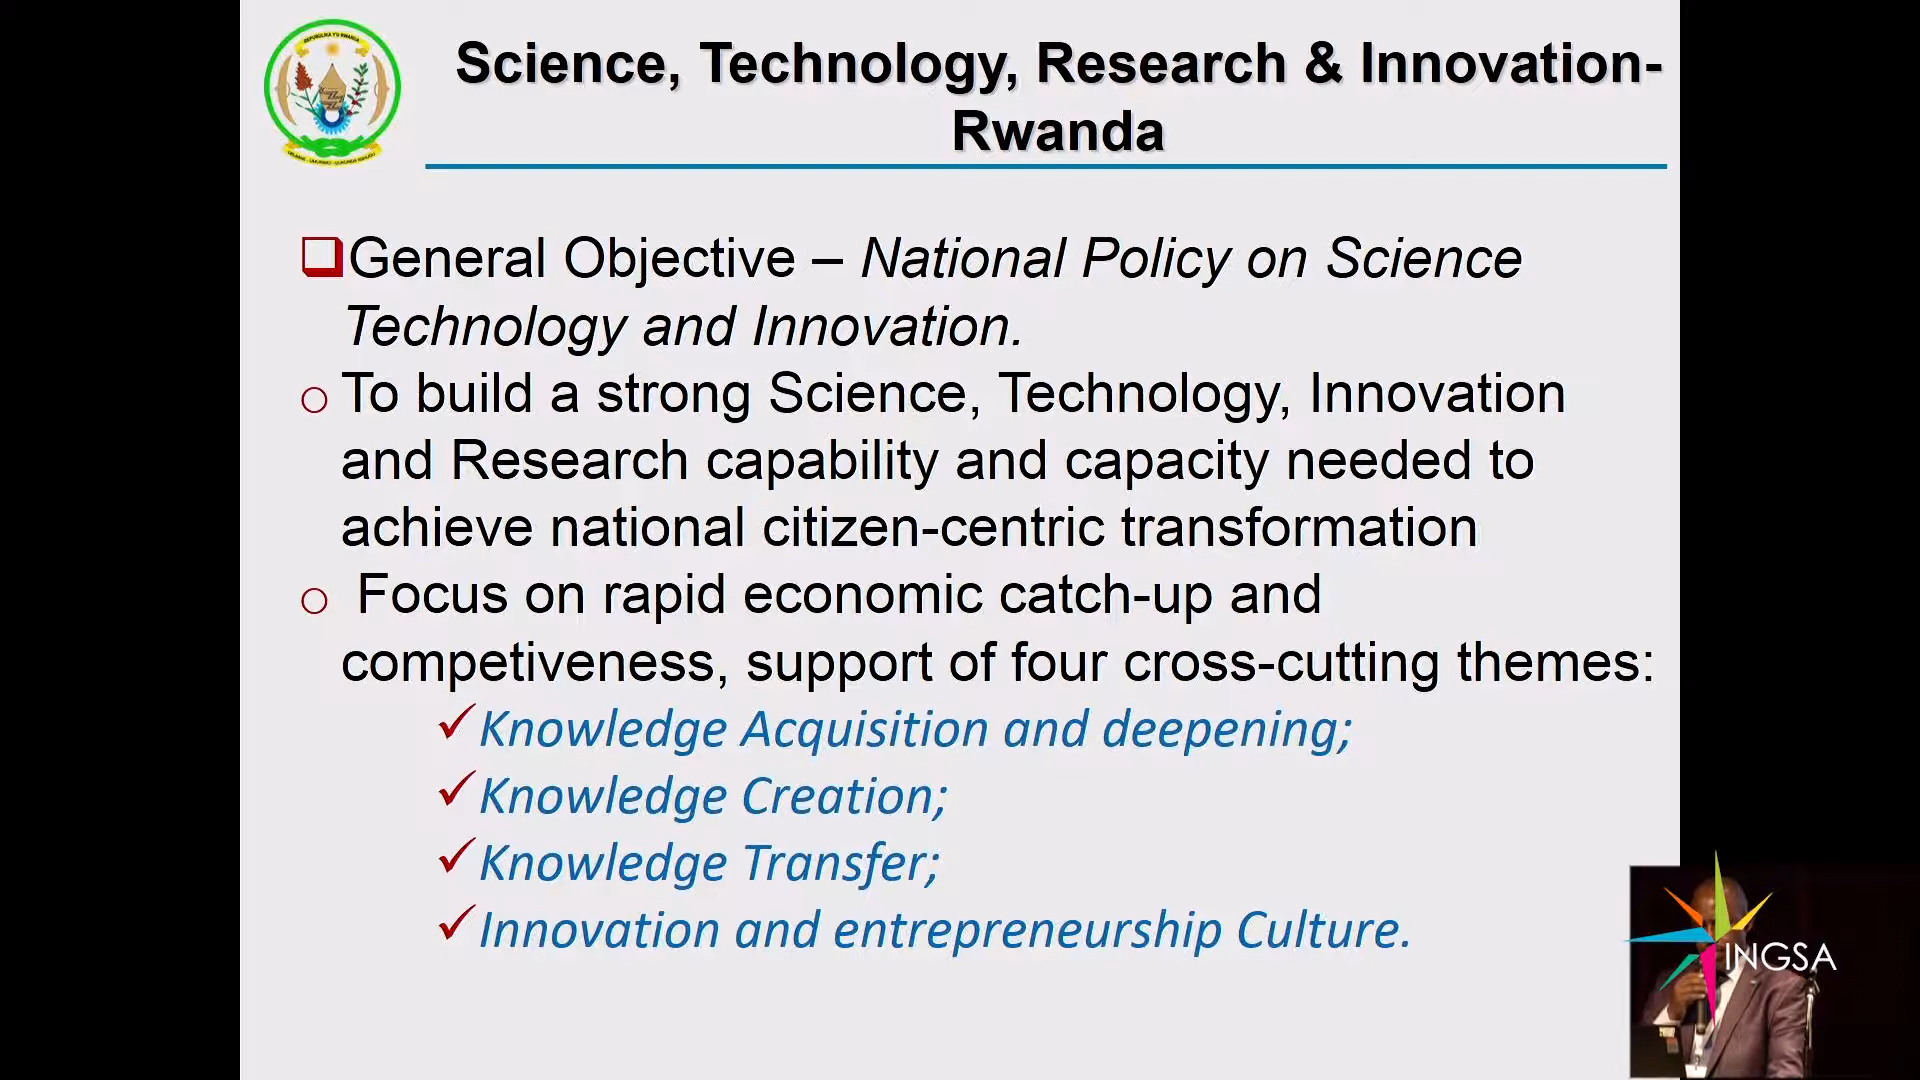 REPUBULIKA Y'U RWANDA
Science, Technology, Research & Innovation-
Rwanda
General Objective – National Policy on Science
Technology and Innovation.
To build a strong Science, Technology, Innovation
and Research capability and capacity needed to
achieve national citizen-centric transformation
Focus on rapid economic catch-up and
competiveness, support of four cross-cutting themes:
Knowledge Acquisition and deepening;
Knowledge Creation;
Knowledge Transfer;
Innovation and entrepreneurship Culture.
INGSA